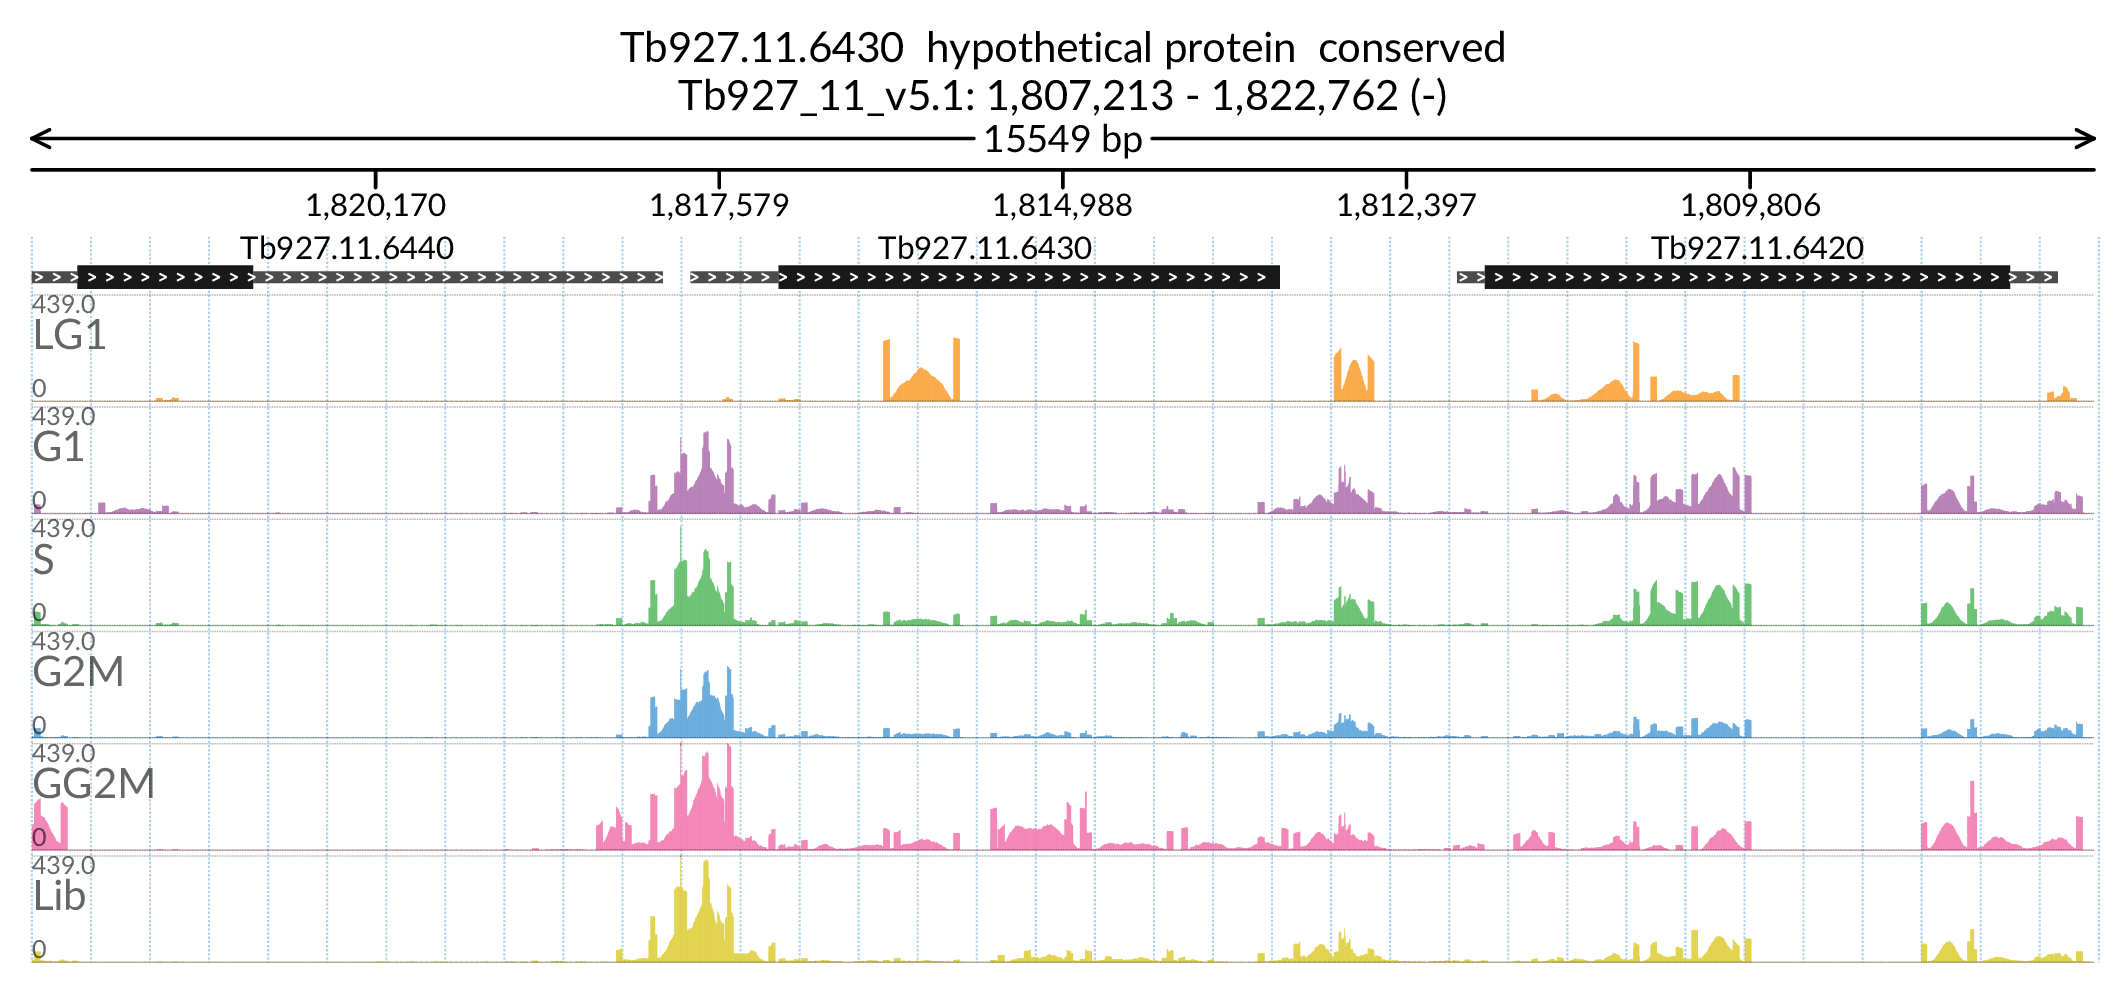 Tb927.11.6430 hypothetical protein conserved
Tb927_11_v5.1: 1,807,213 - 1,822,762 (-)
15549 bp
1,820,170 1,817,579 1,814,988 1,812,397 1,809,806
Tb927.11.6440 Tb927.11.6430 Tb927.11.6420
439.0
LG1
0
439.0
G1
0
439.0
S
0
439.0
G2M
0
439.0
GG2M
0
439.0
Lib
0